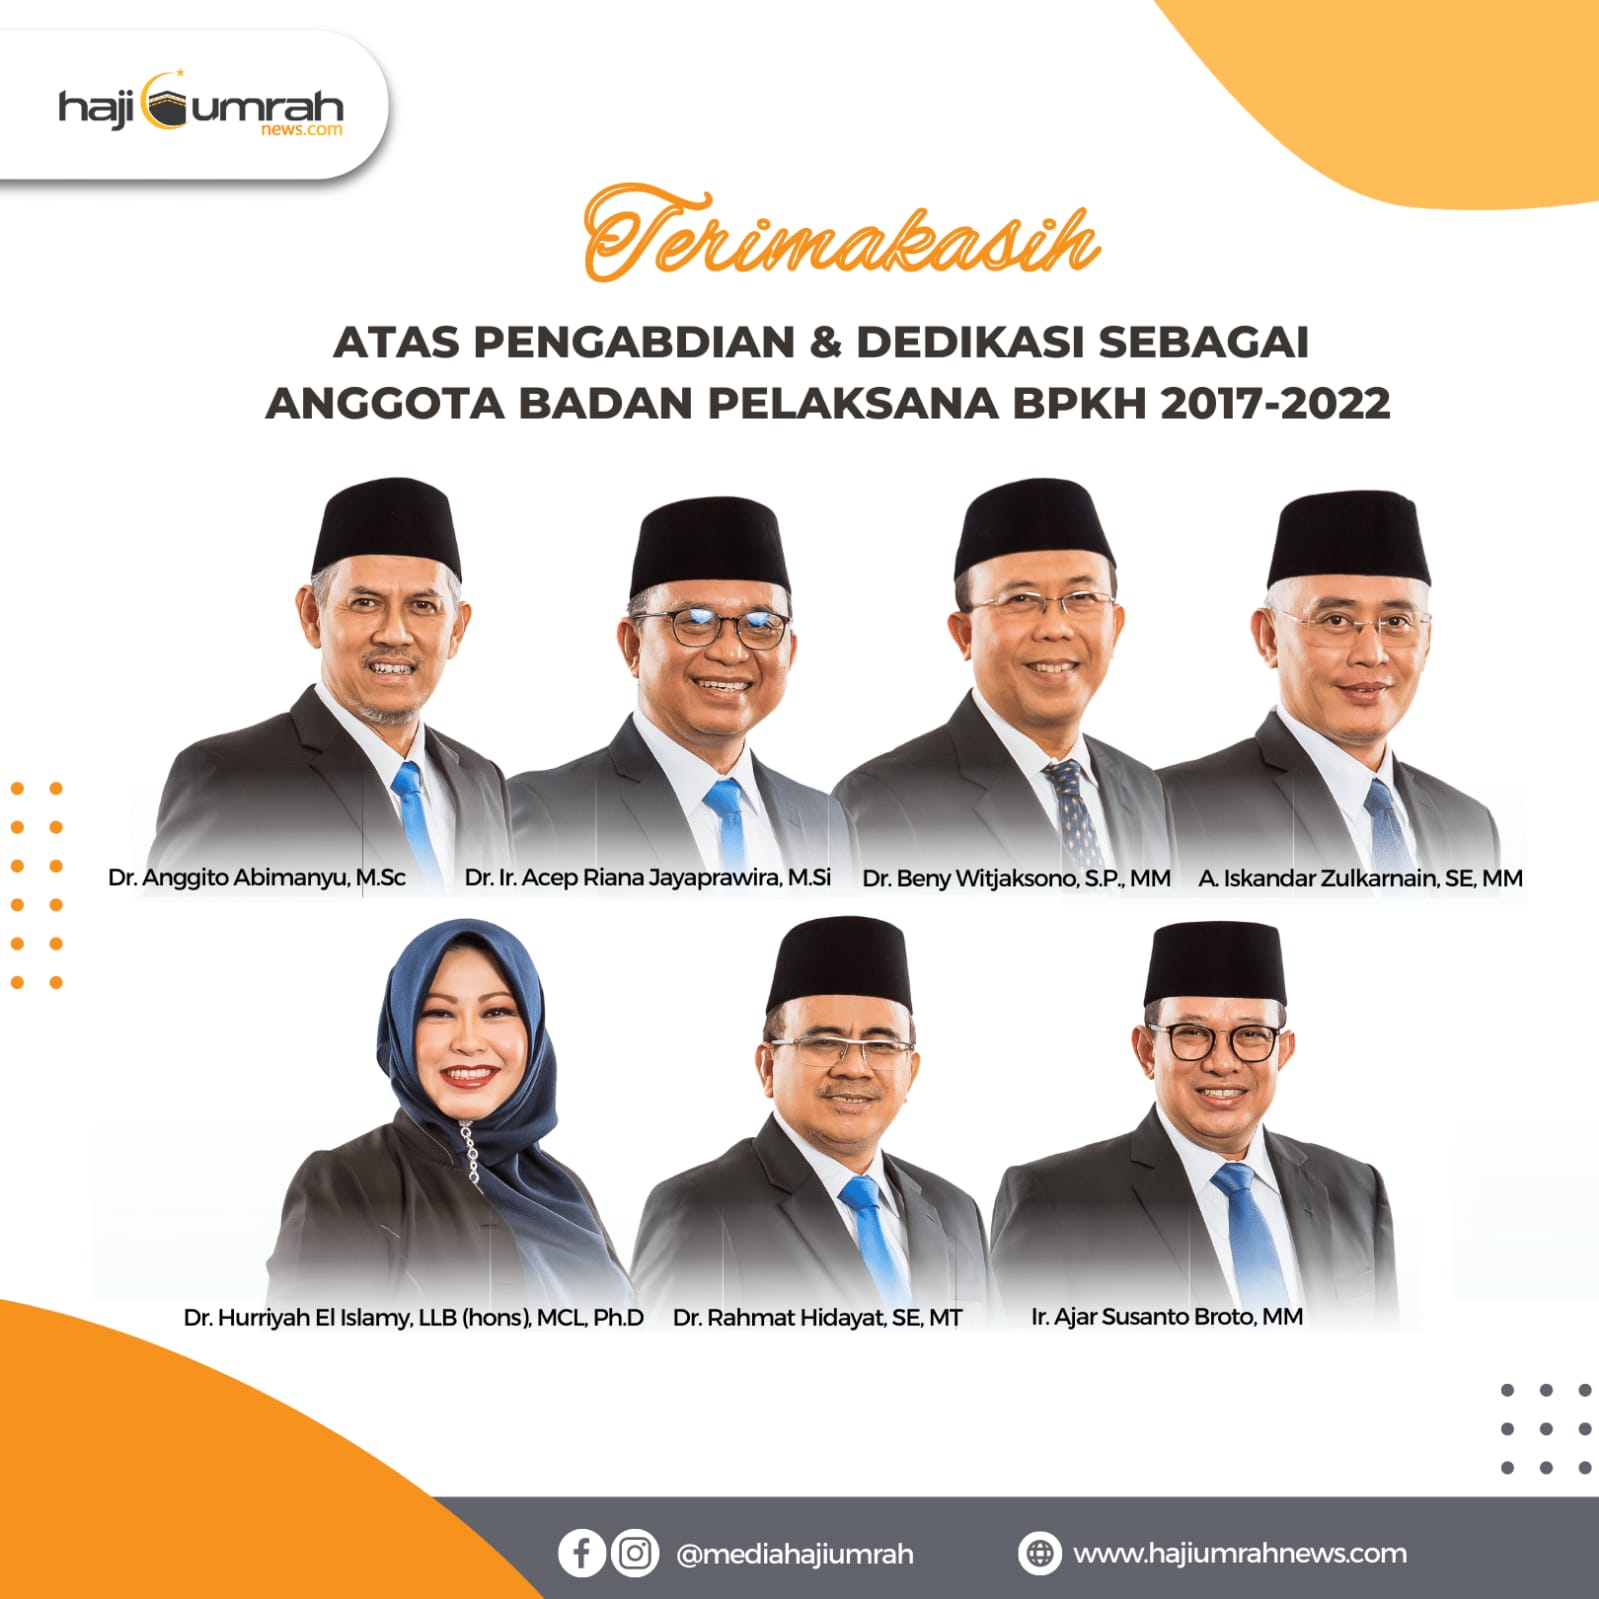 haji umrah
news.com
Terimakasih
ATAS PENGABDIAN & DEDIKASI SEBAGAI
ANGGOTA BADAN PELAKSANA BPKH 2017-2022
Dr. Anggito Abimanyu, M.Sc
Dr. Ir. Acep Riana Jayaprawira, M.Si
Dr. Beny Witjaksono, S.P., MM
A. Iskandar Zulkarnain, SE, MM
Dr. Hurriyah El Islamy, LLB (hons), MCL, Ph.D
Dr. Rahmat Hidayat, SE, MT
Ir. Ajar Susanto Broto, MM
@mediahajiumrah
www.hajiumrahnews.com